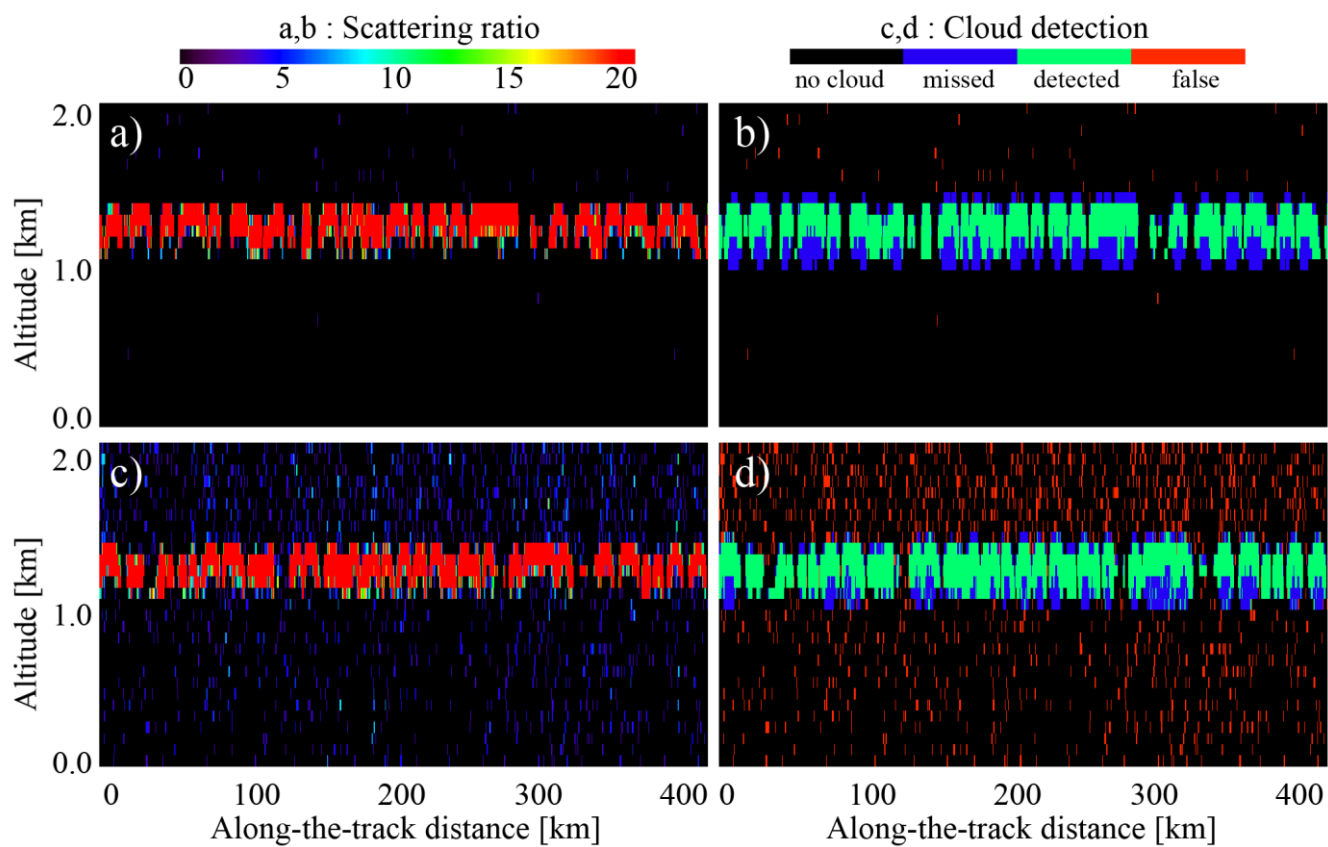 a,b : Scattering ratio
c,d : Cloud detection
0 5 10 15 20
no cloud missed detected false
a)
b)
2.0
1.0
0.0
Altitude [km]
c)
d)
2.0
1.0
0.0
Altitude [km]
0 100 200 300 400
0 100 200 300 400
Along-the-track distance [km]
Along-the-track distance [km]